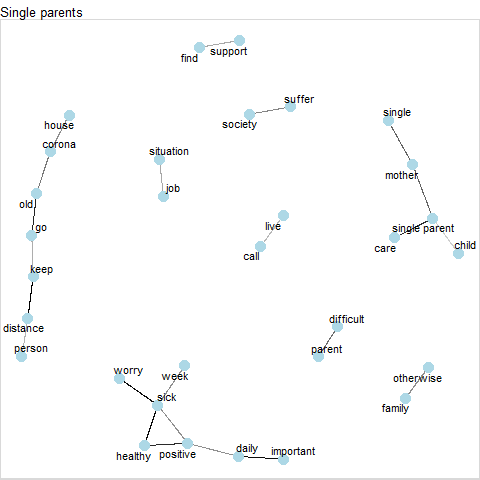 Single parents
find
support
suffer
society
single
house
corona
situation
mother
job
old
go
live
single parent
care
child
call
keep
distance
difficult
person
parent
worry
week
otherwise
sick
family
daily
important
healthy
positive